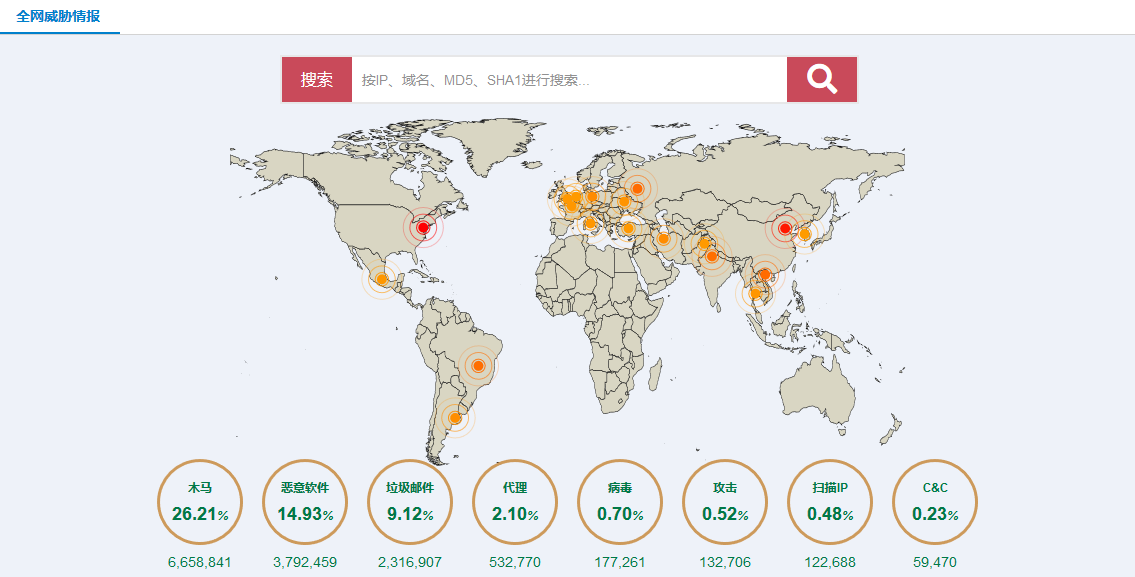 全网威胁情报
搜索 按IP、域名、MD5、SHA1进行搜索...
木马 恶意软件 垃圾邮件 代理 病毒 攻击 扫描IP C&C
26.21% 14.93% 9.12% 2.10% 0.70% 0.52% 0.48% 0.23%
6,658,841 3,792,459 2,316,907 532,770 177,261 132,706 122,688 59,470